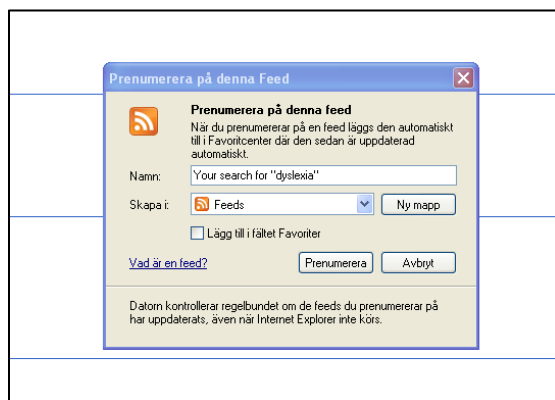 Prenumerera på denna Feed
Prenumerera på denna feed
När du prenumererar på en feed läggs den automatiskt
till i Favoritcenter där den sedan är uppdaterad
automatiskt.
Namn: Your search for "dyslexia"
Skapa i: Feeds Ny mapp
Lägg till i fältet Favoriter
Vad är en feed? Prenumerera Avbryt
Datorn kontrollerar regelbundet om de feeds du prenumererar på
har uppdaterats, även när Internet Explorer inte körs.